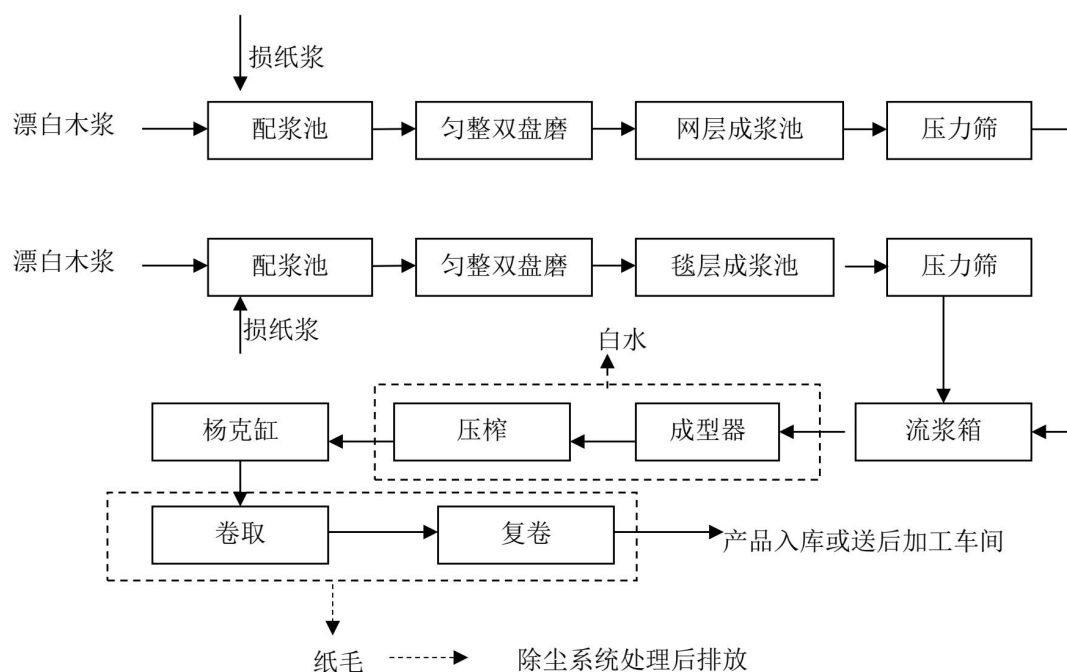 损纸浆
漂白木浆
配浆池
匀整双盘磨
网层成浆池
压力筛
漂白木浆
配浆池
匀整双盘磨
毯层成浆池
压力筛
损纸浆
白水
杨克缸
压榨
成型器
流浆箱
卷取
复卷
产品入库或送后加工车间
纸毛
除尘系统处理后排放